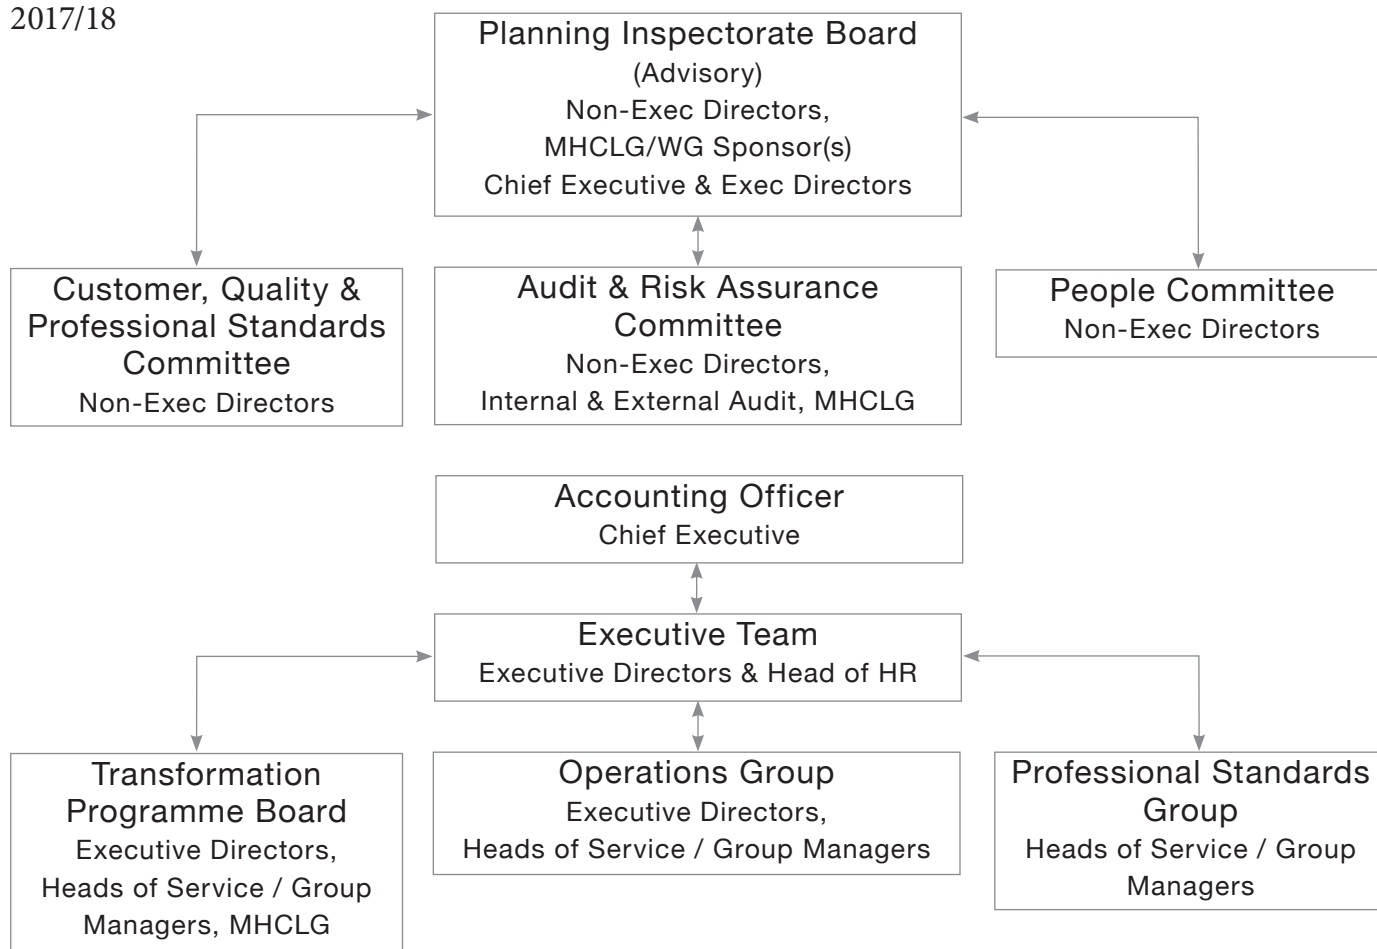 2017/18
Planning Inspectorate Board
(Advisory)
Non-Exec Directors,
MHCLG/WG Sponsor(s)
Chief Executive & Exec Directors
Customer, Quality &
Professional Standards
Committee
Non-Exec Directors
Audit & Risk Assurance
Committee
Non-Exec Directors,
Internal & External Audit, MHCLG
People Committee
Non-Exec Directors
Accounting Officer
Chief Executive
Executive Team
Executive Directors & Head of HR
Transformation
Programme Board
Executive Directors,
Heads of Service / Group
Managers, MHCLG
Operations Group
Executive Directors,
Heads of Service / Group Managers
Professional Standards
Group
Heads of Service / Group
Managers